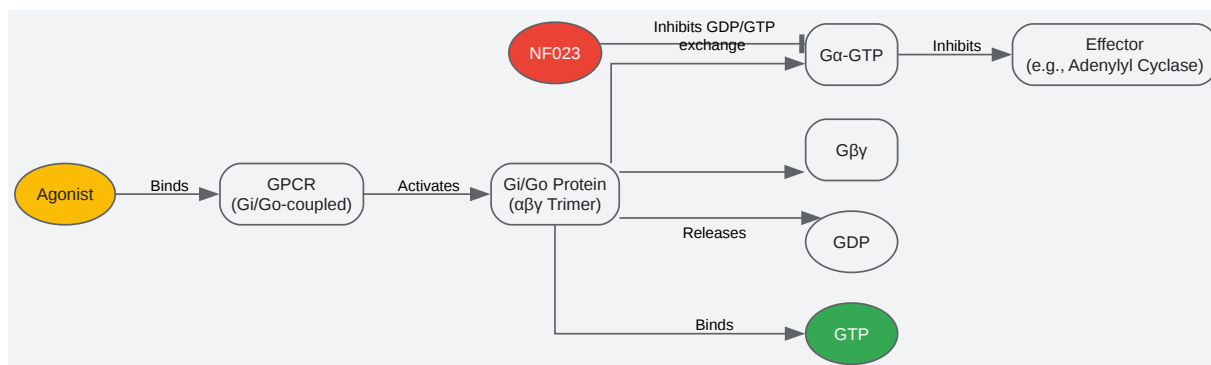 Inhibits GDP/GTP
exchange
NF023
Gα-GTP
Inhibits
Effector
(e.g., Adenylyl Cyclase)
Gβγ
Agonist
Binds
GPCR
(Gi/Go-coupled)
Activates
Gi/Go Protein
(αβγ Trimer)
Releases
GDP
Binds
GTP